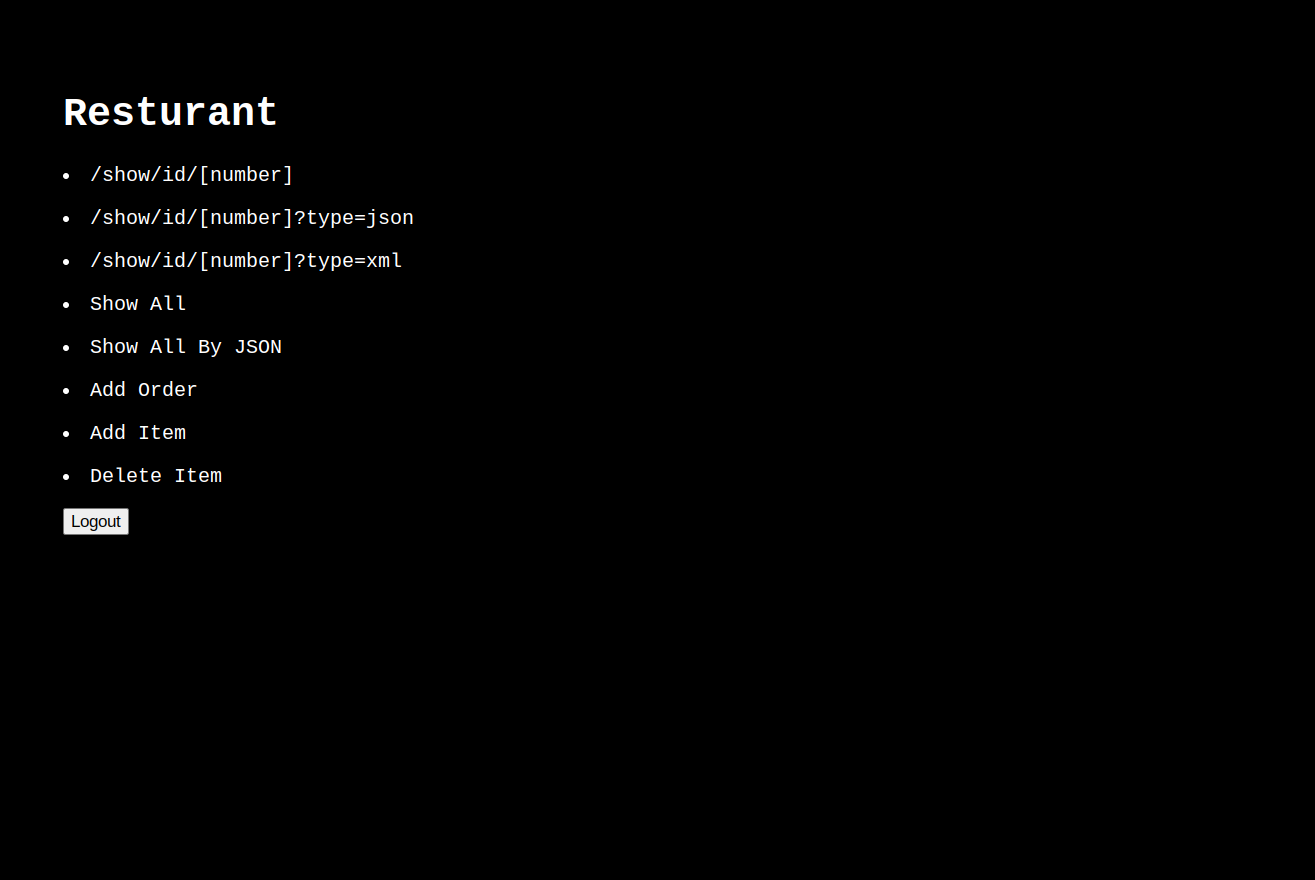 Resturant
/show/id/[number]
/show/id/[number]?type=json
/show/id/[number]?type=xml
Show All
Show All By JSON
Add Order
Add Item
Delete Item
Logout